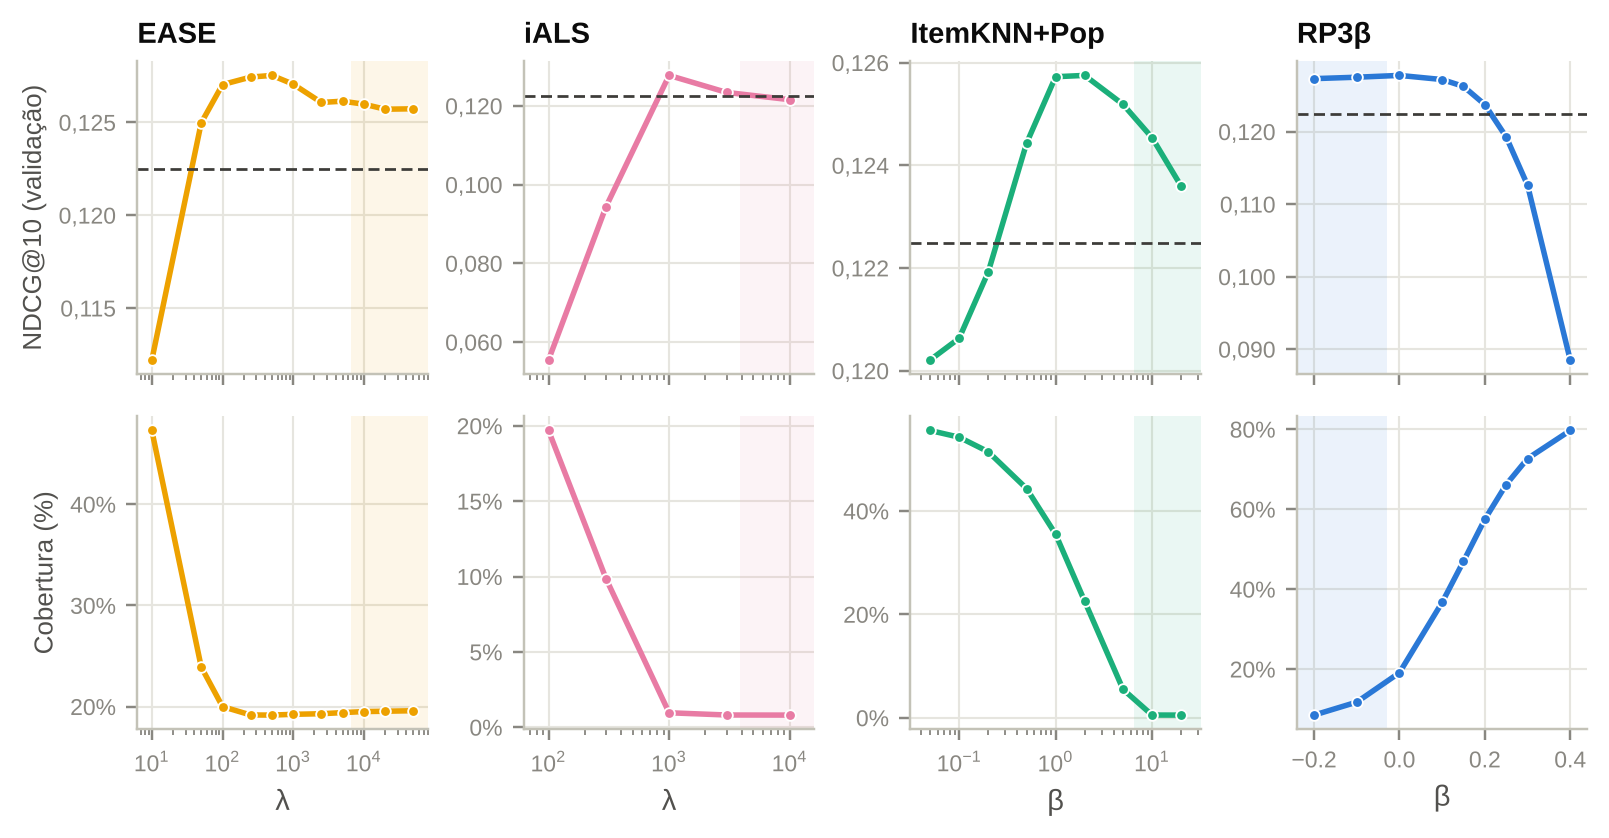 EASE
iALS
ItemKNN+Pop
RP3β
NDCG@10 (validação)
0,125
0,120
0,115
0,120
0,100
0,080
0,060
0,126
0,124
0,122
0,120
0,120
0,110
0,100
0,090
Cobertura (%)
40%
30%
20%
20%
15%
10%
5%
0%
40%
20%
0%
80%
60%
40%
20%
10¹ 10² 10³ 10⁴
10² 10³ 10⁴
10⁻¹ 10⁰ 10¹
−0.2 0.0 0.2 0.4
λ
λ
β
β